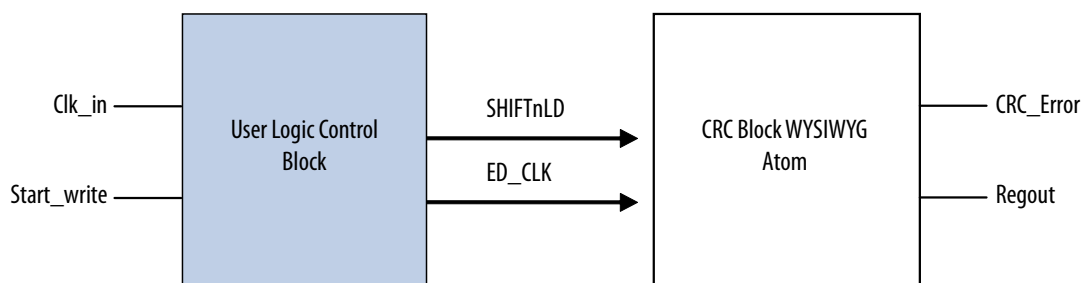 Clk_in
Start_write
User Logic Control
Block
SHIFTnLD
ED_CLK
CRC Block WYSIWYG
Atom
CRC_Error
Regout